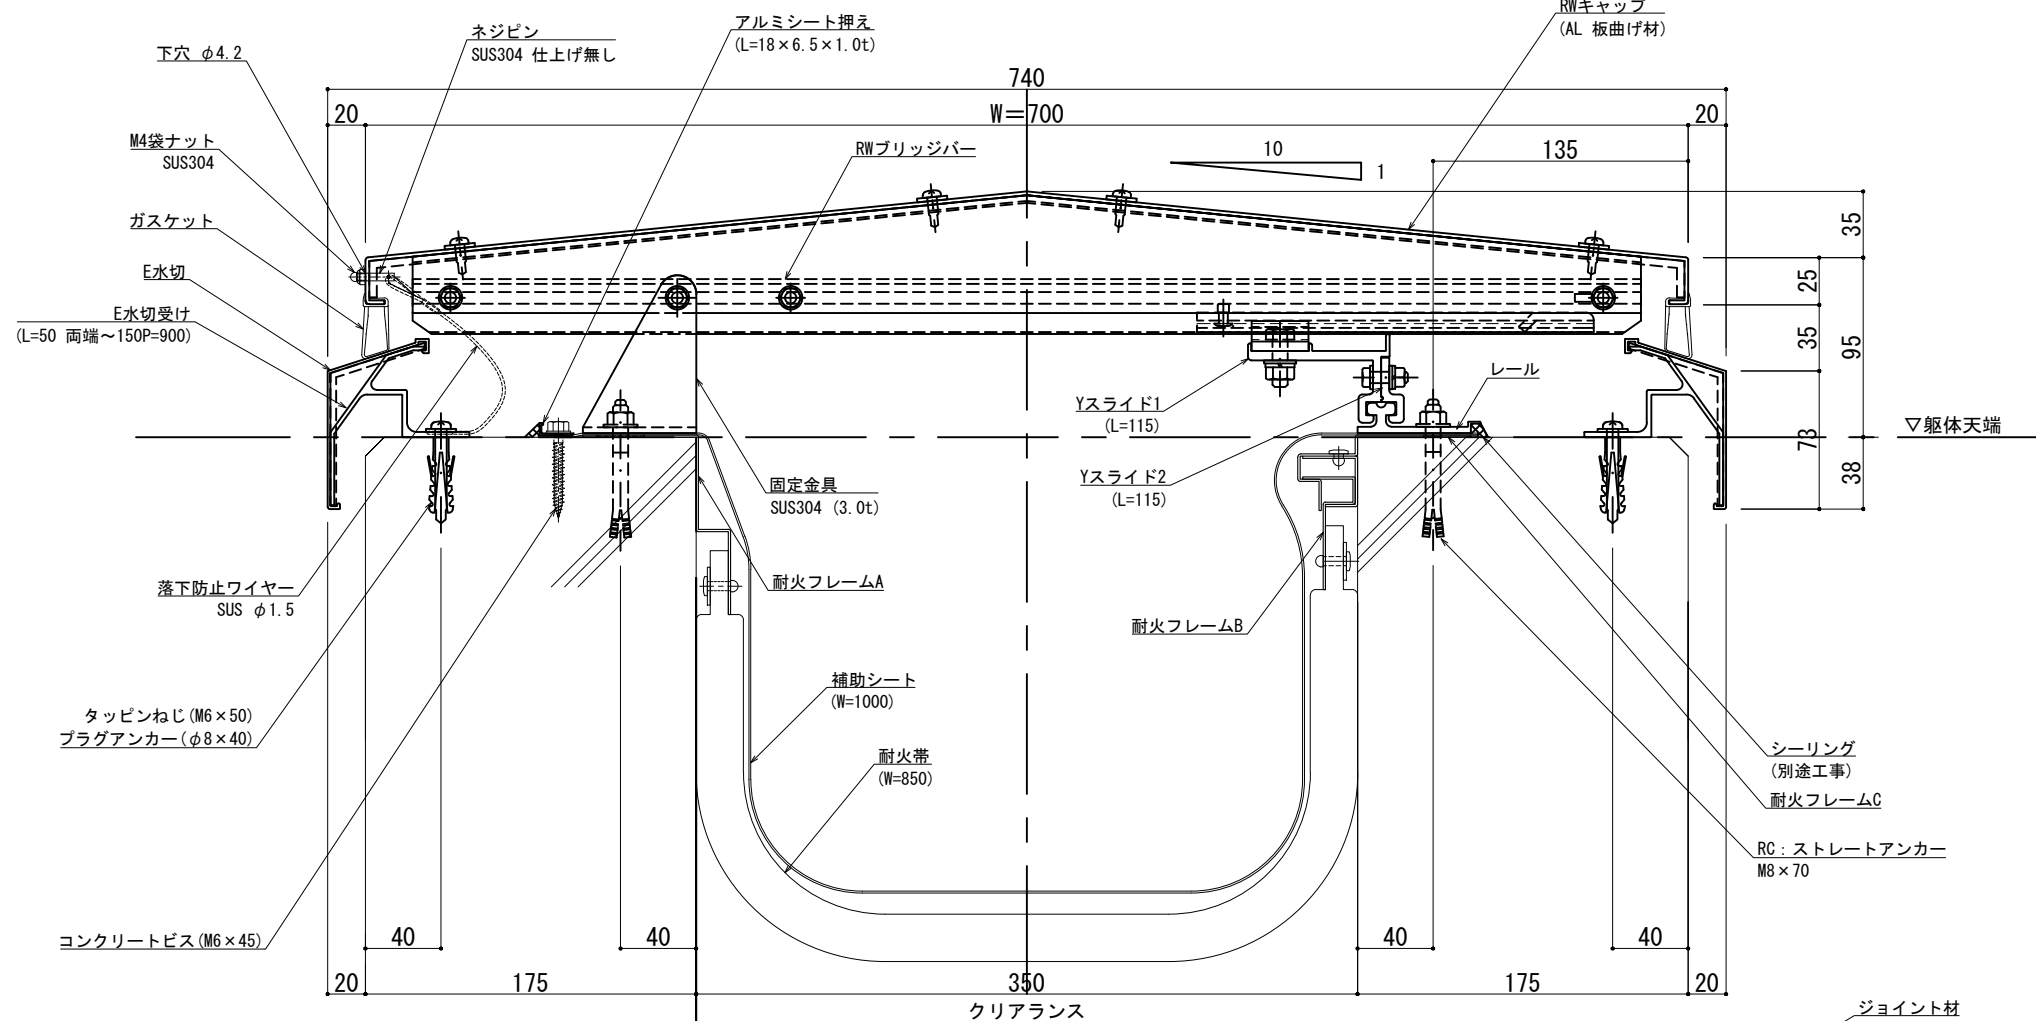 RWキャップ
(AL 板曲げ材)
アルミシート押え
(L=18×6.5×1.0t)
ネジピン
SUS304 仕上げ無し
下穴 φ4.2
740
20
W=700
20
M4袋ナット
SUS304
RWブリッジバー
10
1
135
ガスケット
35
E水切
25
E水切受け
(L=50 両端～150P=900)
35
95
レール
Yスライド1
(L=115)
▽躯体天端
73
Yスライド2
(L=115)
38
固定金具
SUS304 (3.0t)
落下防止ワイヤー
SUS φ1.5
耐火フレームA
耐火フレームB
補助シート
(W=1000)
タッピンねじ(M6×50)
プラグアンカー(φ8×40)
耐火帯
(W=850)
シーリング
(別途工事)
耐火フレームC
RC：ストレートアンカー
M8×70
コンクリートビス(M6×45)
40
40
40
40
20
175
350
175
20
クリアランス
ジョイント材